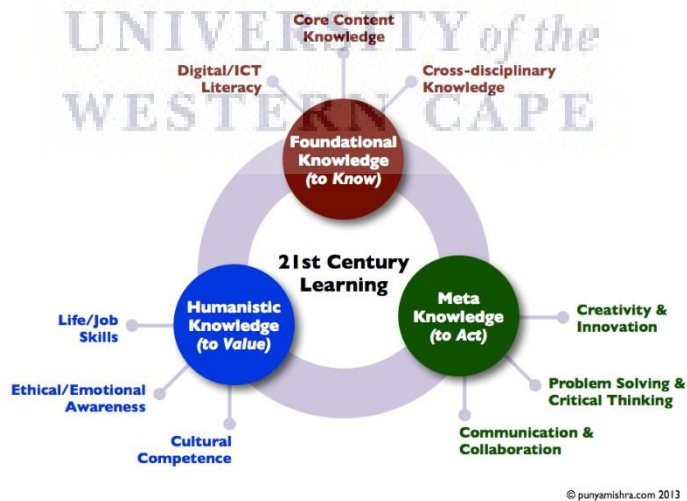 UNIVERSITY of the
WESTERN CAPE
Core Content
Knowledge
Digital/ICT
Literacy
Cross-disciplinary
Knowledge
Foundational
Knowledge
(to Know)
21st Century
Learning
Humanistic
Knowledge
(to Value)
Meta
Knowledge
(to Act)
Life/Job
Skills
Ethical/Emotional
Awareness
Cultural
Competence
Creativity &
Innovation
Problem Solving &
Critical Thinking
Communication &
Collaboration
© punyamishra.com 2013